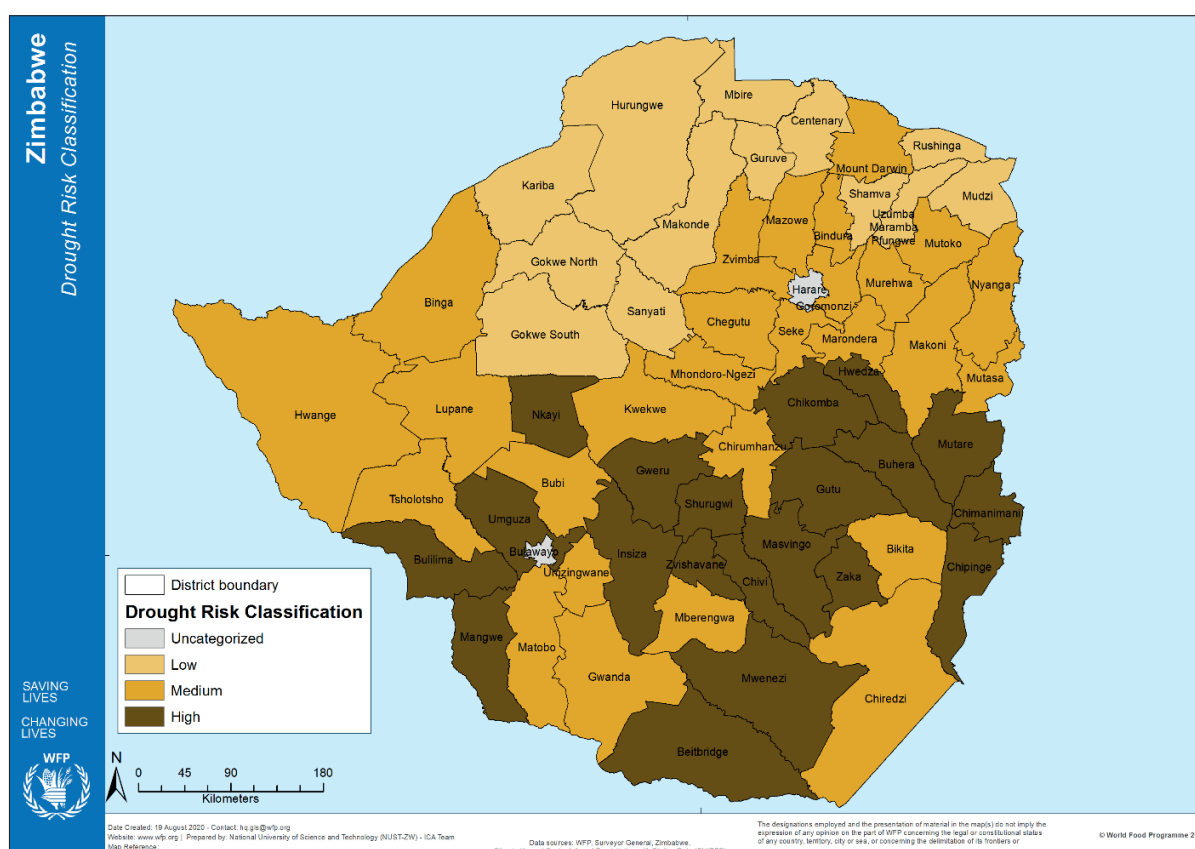 Zimbabwe
Drought Risk Classification
Hurungwe
Mbire
Centenary
Guruve
Mount Darwin
Rushinga
Kariba
Shamva
Mudzi
Makonde
Mazowe
Bindura
Uzumba
Maramba
Pfungwe
Mutoko
Gokwe North
Zvimba
Binga
Harare
Murehwa
Nyanga
Goromonzi
Sanyati
Chegutu
Gokwe South
Seke
Marondera
Makoni
Mhondoro-Ngezi
Hwedza
Mutasa
Hwange
Lupane
Nkayi
Kwekwe
Chikomba
Chirumhanzu
Mutare
Gweru
Buhera
Bubi
Gutu
Tsholotsho
Shurugwi
Chimanimani
Umguza
Masvingo
Bulawayo
Insiza
Bikita
Bulilima
Zvishavane
Chipinge
Umzingwane
Chivi
Zaka
Mberengwa
Mangwe
Matobo
Gwanda
Mwenezi
Chiredzi
Beitbridge
District boundary
Drought Risk Classification
Uncategorized
Low
Medium
High
SAVING
LIVES
CHANGING
LIVES
WFP
N
0 45 90 180
Kilometers
Date Created: 19 August 2020 - Contact: hq.gis@wfp.org
Website: www.wfp.org | Prepared by: National University of Science and Technology (NUST-ZW) - ICA Team
Map Reference:
Data sources: WFP, Surveyor General, Zimbabwe,
The designations employed and the presentation of material in the map(s) do not imply the
expression of any opinion on the part of WFP concerning the legal or constitutional status
of any country, territory, city or sea, or concerning the delimitation of its frontiers or
© World Food Programme 2